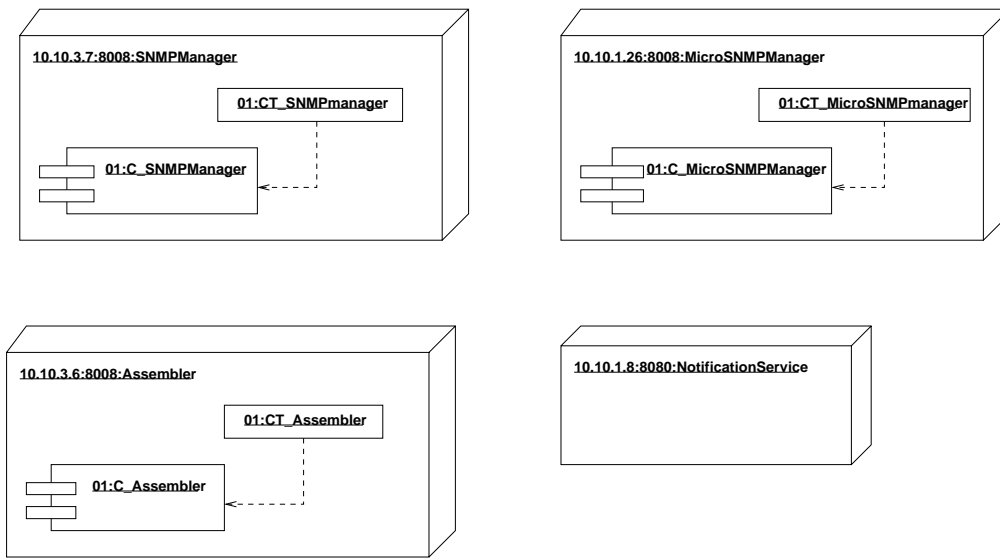 10.10.3.7:8008:SNMPManager
01:CT_SNMPmanager
01:C_SNMPManager
10.10.1.26:8008:MicroSNMPManager
01:CT_MicroSNMPmanager
01:C_MicroSNMPManager
10.10.3.6:8008:Assembler
01:CT_Assembler
01:C_Assembler
10.10.1.8:8080:NotificationService